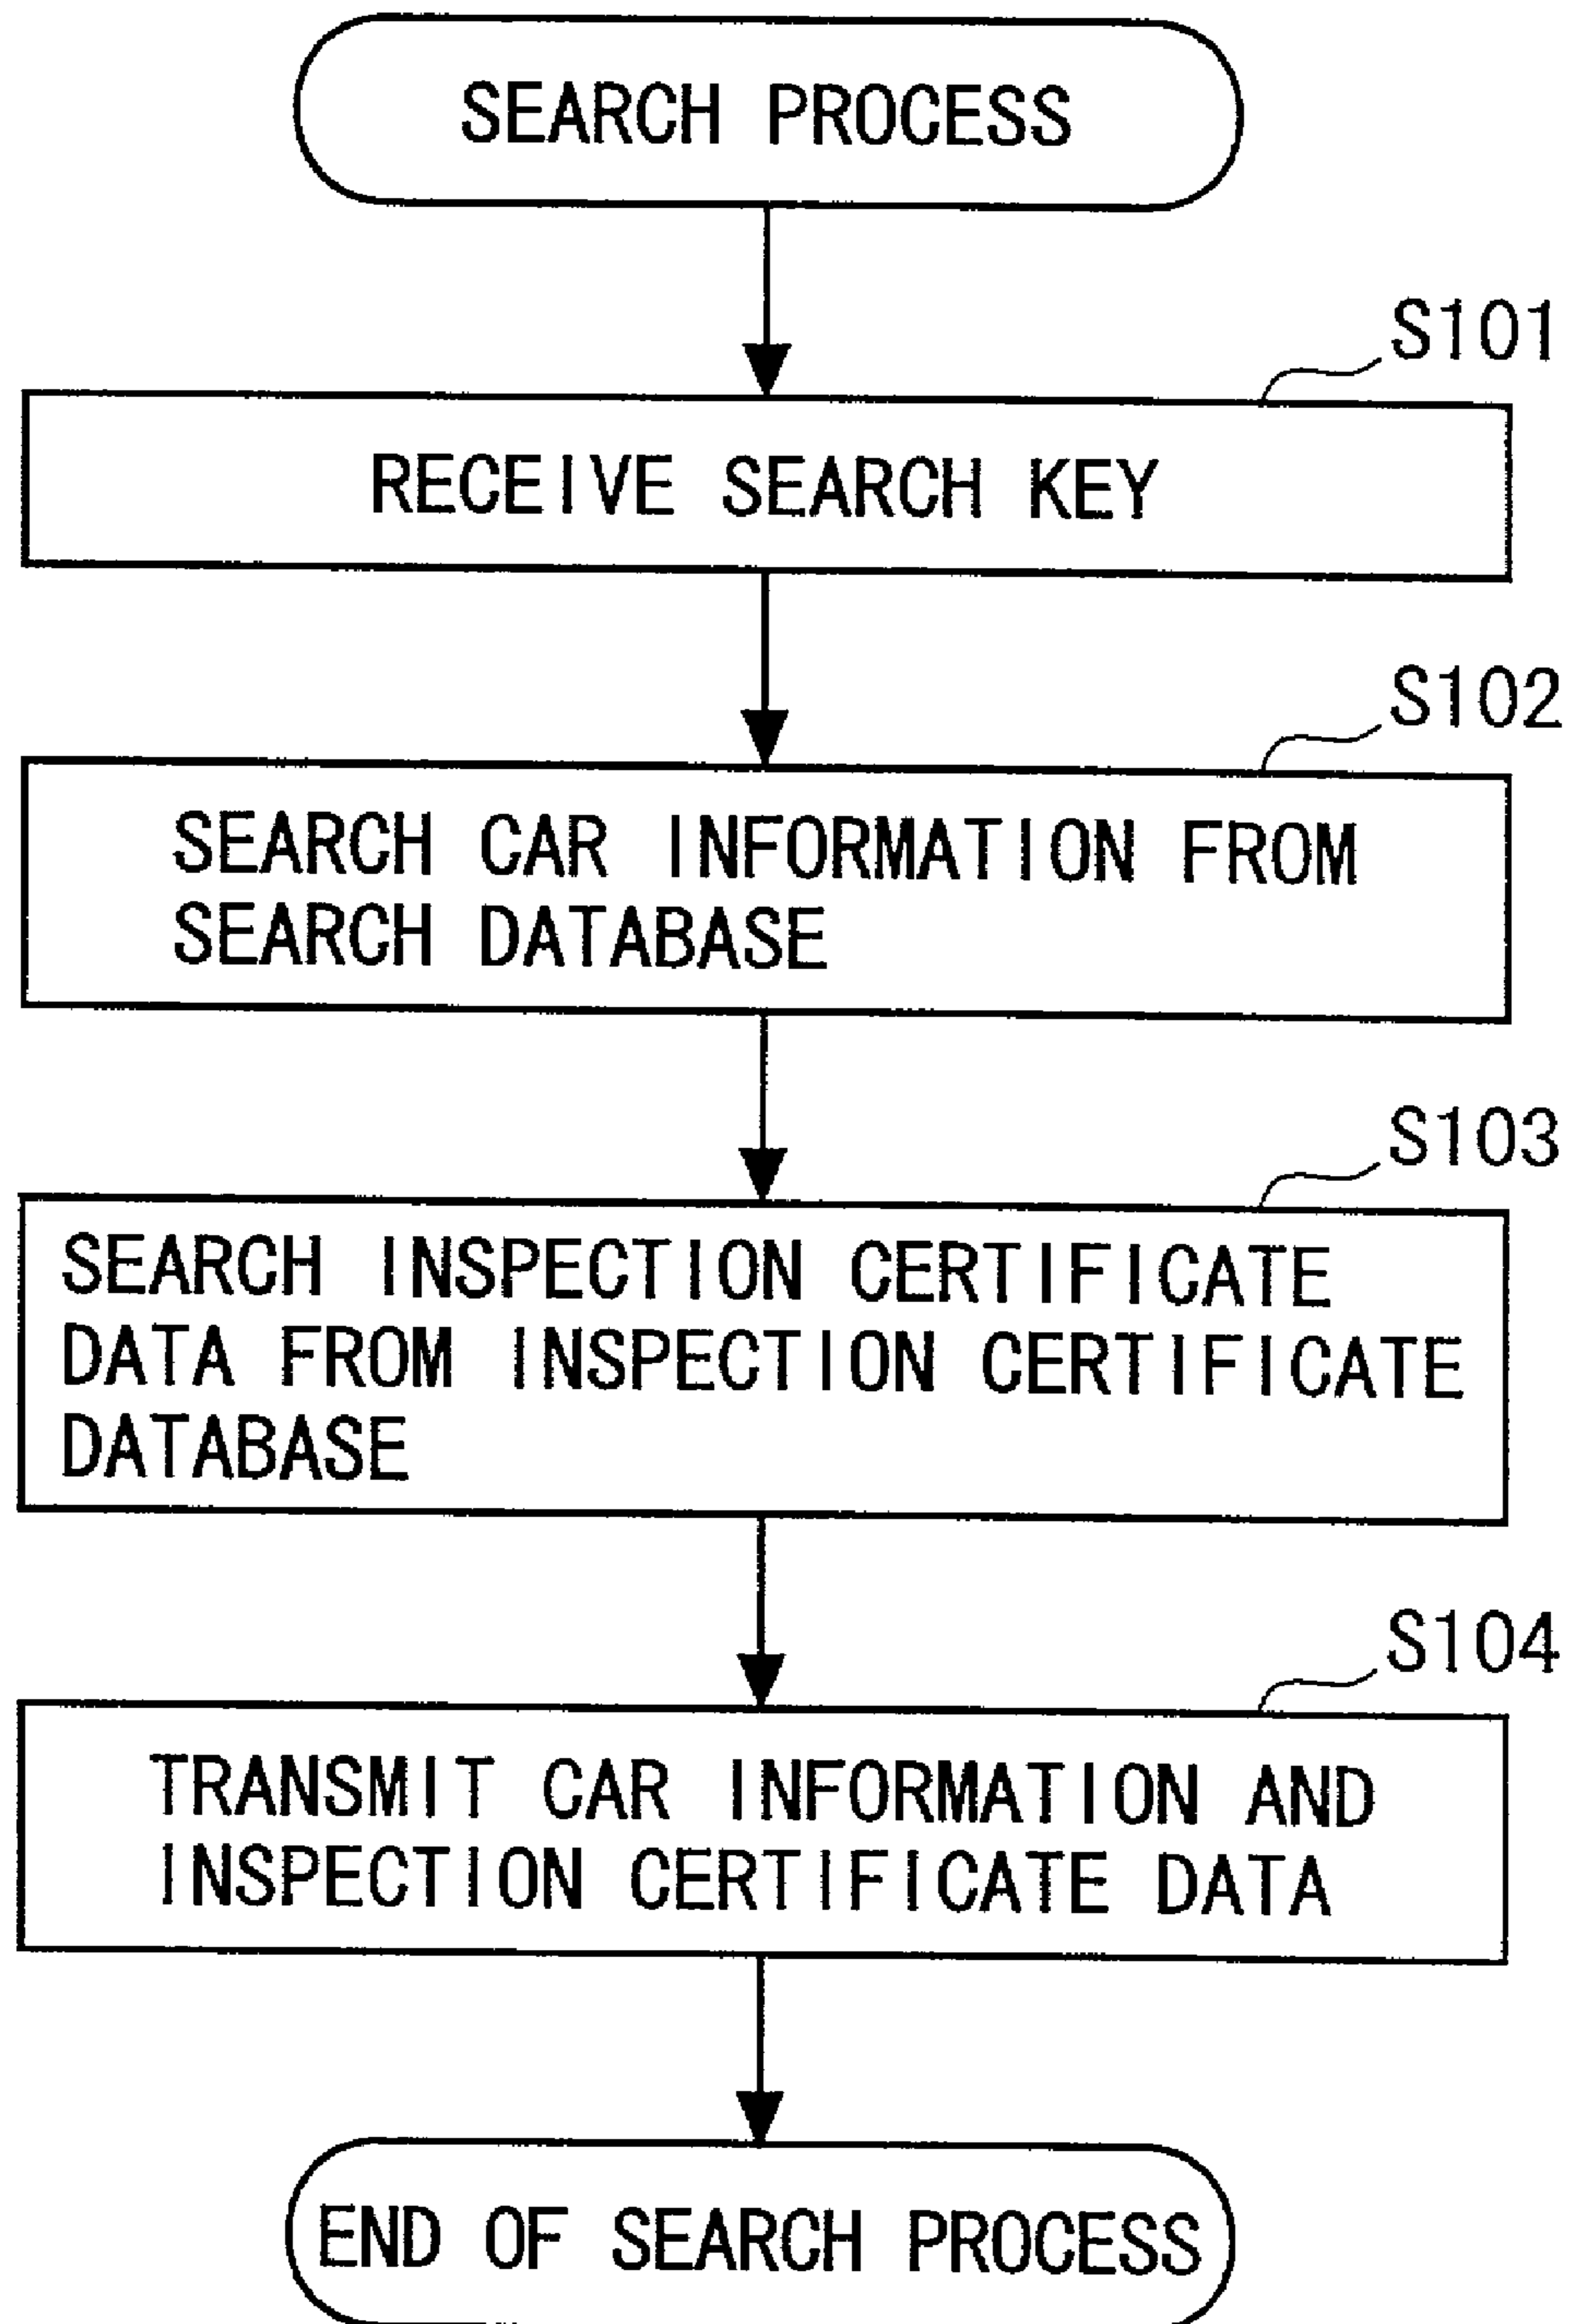 SEARCH PROCESS
S101
RECEIVE SEARCH KEY
S102
SEARCH CAR INFORMATION FROM
SEARCH DATABASE
S103
SEARCH INSPECTION CERTIFICATE
DATA FROM INSPECTION CERTIFICATE
DATABASE
S104
TRANSMIT CAR INFORMATION AND
INSPECTION CERTIFICATE DATA
END OF SEARCH PROCESS